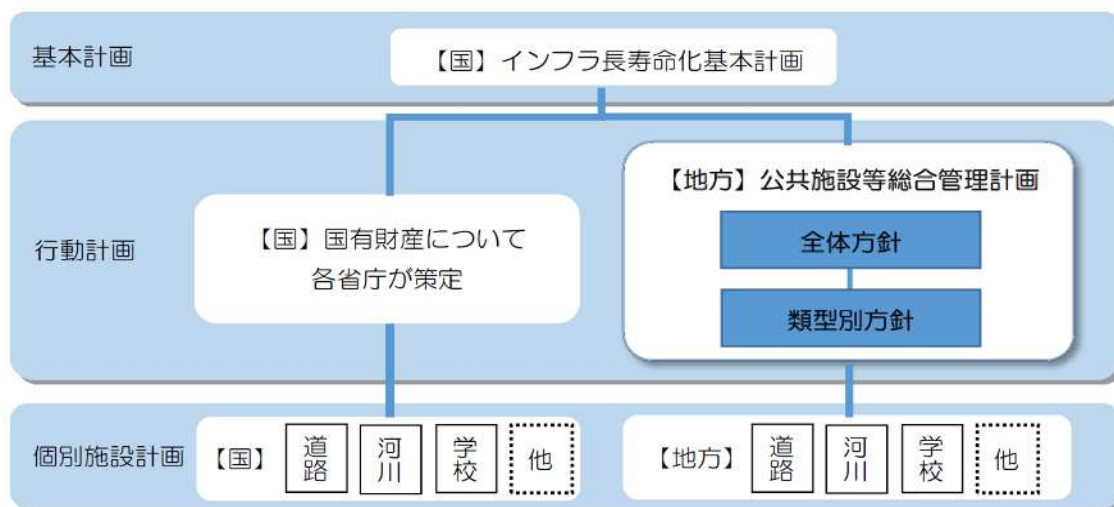 基本計画
【国】インフラ長寿命化基本計画
行動計画
【国】国有財産について
各省庁が策定
【地方】公共施設等総合管理計画
全体方針
類型別方針
個別施設計画
【国】
道路
河川
学校
他
【地方】
道路
河川
学校
他